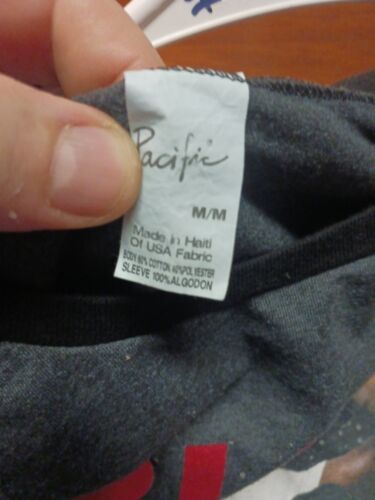 Pacific
M/M
Made in Haiti
Of USA Fabric
BODY 60% COTTON 40% POLYESTER
SLEEVE 100% ALGODON